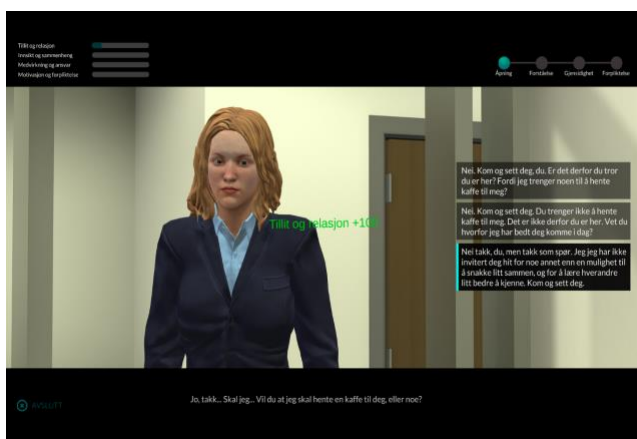 Tillit og relasjon
Innsikt og sammenheng
Medvirkning og ansvar
Motivasjon og forpliktelse
Åpning Forståelse Gjensidighet Forpliktelse
Nei. Kom og sett deg, du. Er det derfor du tror
du er her? Fordi jeg trenger noen til å hente
kaffe til meg?
Nei. Kom og sett deg. Du trenger ikke å hente
kaffe til meg. Det er ikke derfor du er her. Vet du
hvorfor jeg har bedt deg komme i dag?
Tillit og relasjon
Nei takk, du, men takk som spør. Jeg jeg har ikke
invitert deg hit for noe annet enn en mulighet til
å snakke litt sammen, og for å lære hverandre
litt bedre å kjenne. Kom og sett deg.
Jo, takk... Skal jeg... Vil du at jeg skal hente en kaffe til deg, eller noe?
AVSLUTT